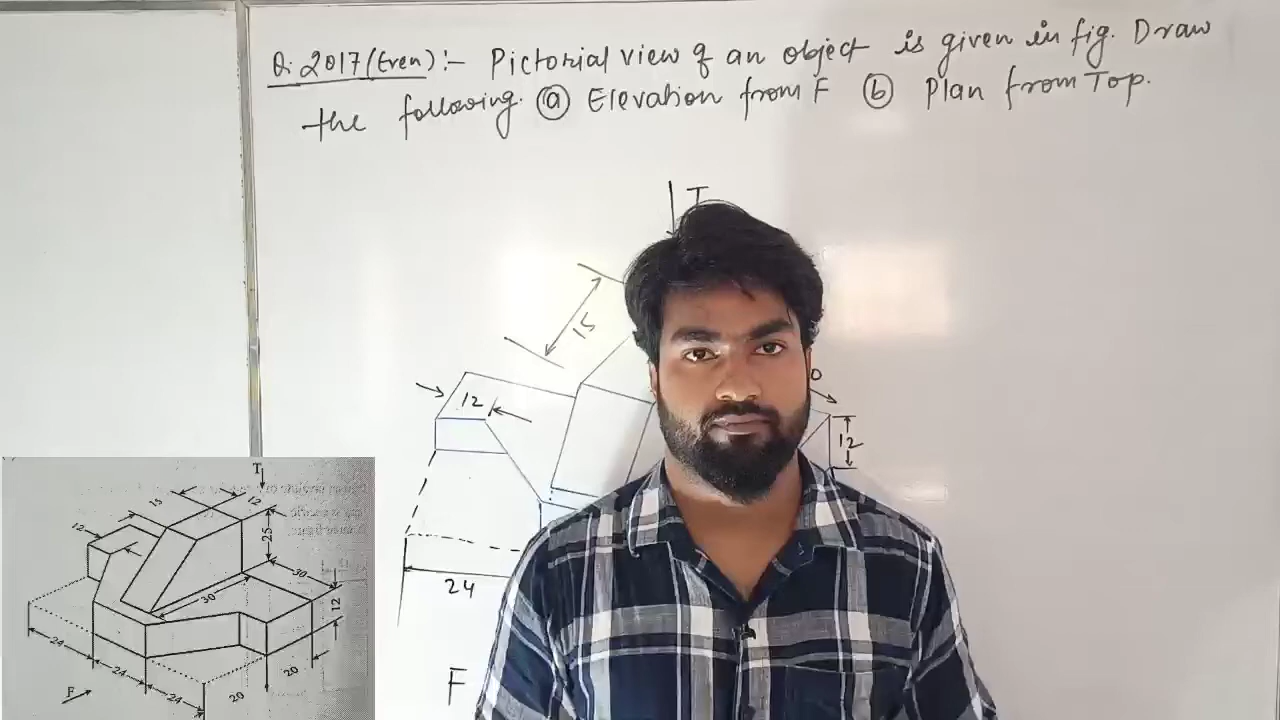 Q. 2017 (Even) :- Pictorial view of an object is given in fig. Draw
the following. ⓐ Elevation from F ⓑ Plan from Top.
T
15
12
12
24
F
T
15
12
12
25
30
30
12
24
24
24
20
20
F